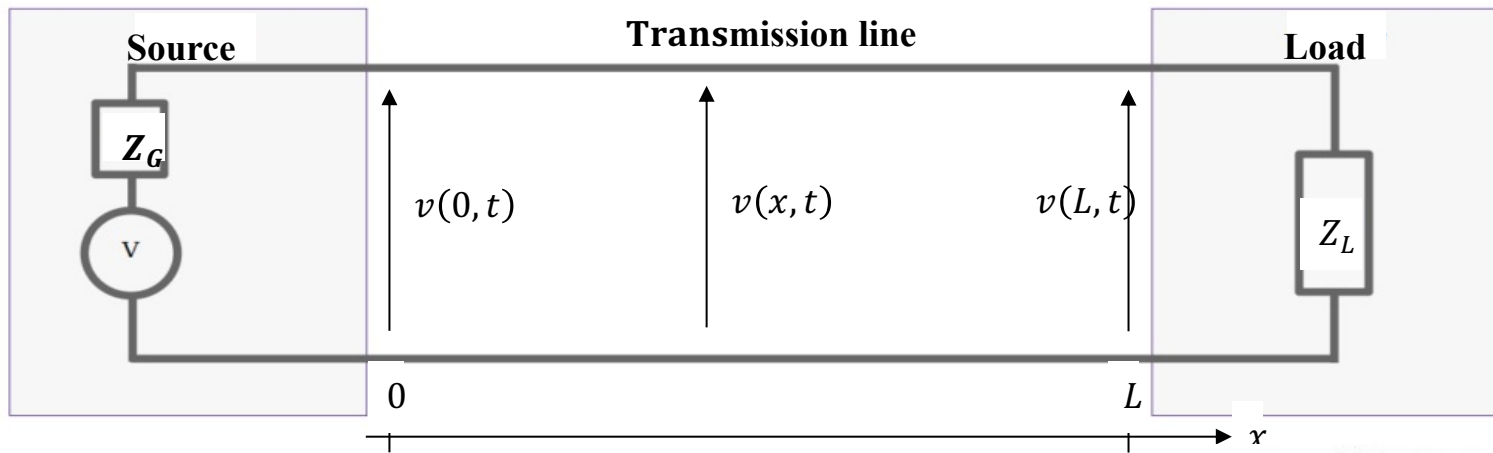 Source
Transmission line
Load
Z_G
v(0, t)
v(x, t)
v(L, t)
Z_L
V
0
L
x